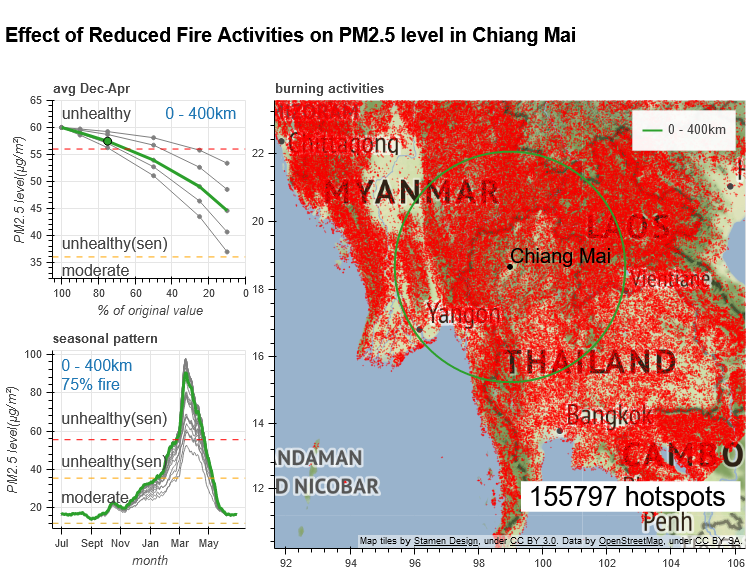 Effect of Reduced Fire Activities on PM2.5 level in Chiang Mai
avg Dec-Apr
65
60
55
50
45
40
35
PM2.5 level(µg/m²)
unhealthy
0 - 400km
unhealthy(sen)
moderate
100 80 60 40 20 0
% of original value
seasonal pattern
100
80
60
40
20
PM2.5 level(µg/m²)
0 - 400km
75% fire
unhealthy(sen)
unhealthy(sen)
moderate
Jul Sept Nov Jan Mar May
month
burning activities
22
20
18
16
14
12
0 - 400km
Chittagong
MYANMAR
LAOS
Chiang Mai
Vientiane
Yangon
THAILAND
Bangkok
NDAMAN
D NICOBAR
CAMBO
155797 hotspots
Penh
Map tiles by Stamen Design, under CC BY 3.0. Data by OpenStreetMap, under CC BY SA.
92 94 96 98 100 102 104 106